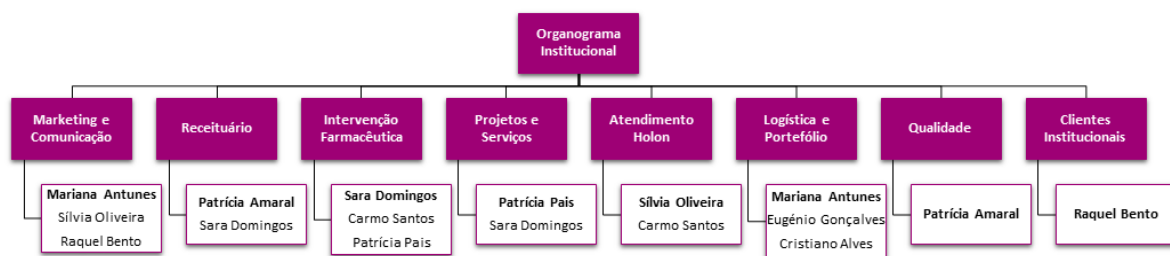 Organograma
Institucional
Marketing e
Comunicação
Receituário
Intervenção
Farmacêutica
Projetos e
Serviços
Atendimento
Holon
Logística e
Portefólio
Qualidade
Clientes
Institucionais
Mariana Antunes
Sílvia Oliveira
Raquel Bento
Patrícia Amaral
Sara Domingos
Sara Domingos
Carmo Santos
Patrícia Pais
Patrícia Pais
Sara Domingos
Sílvia Oliveira
Carmo Santos
Mariana Antunes
Eugénio Gonçalves
Cristiano Alves
Patrícia Amaral
Raquel Bento